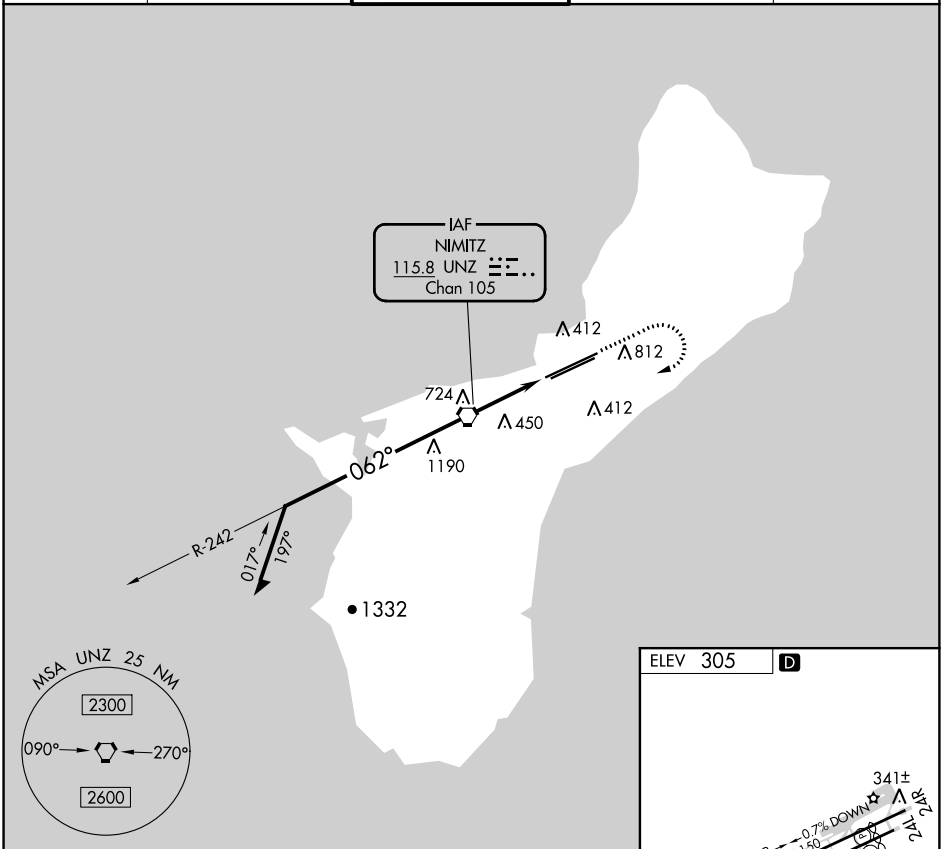 IAF
NIMITZ
115.8 UNZ
Chan 105
412
812
724
450
412
1190
062°
R-242
017°
197°
1332
MSA UNZ 25 NM
2300
090°
270°
2600
ELEV 305 D
341±
0.7% DOWN
24R
24L
P